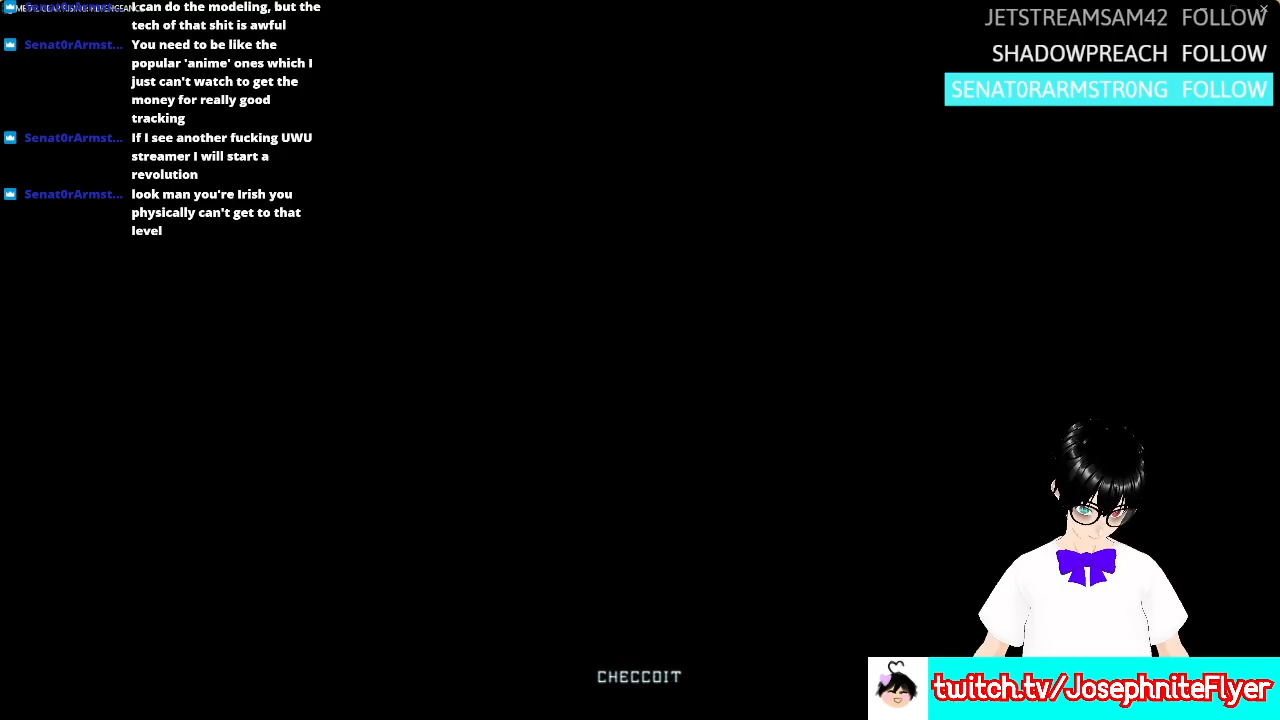 can do the modeling, but the
tech of that shit is awful
Senat0rArmst... You need to be like the
popular 'anime' ones which I
just can't watch to get the
money for really good
tracking
Senat0rArmst... If I see another fucking UWU
streamer I will start a
revolution
Senat0rArmst... look man you're Irish you
physically can't get to that
level
JETSTREAMSAM42 FOLLOW
SHADOWPREACH FOLLOW
SENAT0RARMSTR0NG FOLLOW
CHECCOIT
twitch.tv/JosephniteFlyer